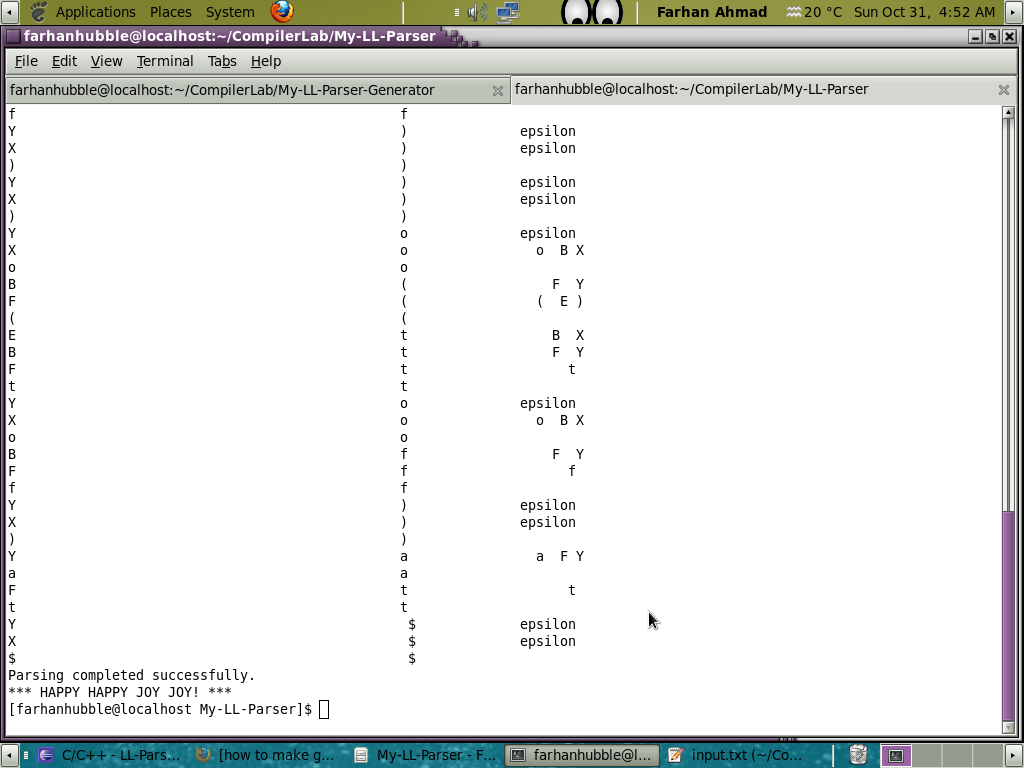 Applications Places System Farhan Ahmad 20 °C Sun Oct 31, 4:52 AM
farhanhubble@localhost:~/CompilerLab/My-LL-Parser
File Edit View Terminal Tabs Help
farhanhubble@localhost:~/CompilerLab/My-LL-Parser-Generator farhanhubble@localhost:~/CompilerLab/My-LL-Parser
f f
Y ) epsilon
X ) epsilon
) )
Y ) epsilon
X ) epsilon
) )
Y o epsilon
X o o B X
o o
B ( F Y
F ( ( E )
( (
E t B X
B t F Y
F t t
t t
Y o epsilon
X o o B X
o o
B f F Y
F f f
f f
Y ) epsilon
X ) epsilon
) )
Y a a F Y
a a
F t t
t t
Y $ epsilon
X $ epsilon
$ $
Parsing completed successfully.
*** HAPPY HAPPY JOY JOY! ***
[farhanhubble@localhost My-LL-Parser]$
C/C++ - LL-Pars... [how to make g... My-LL-Parser - F... farhanhubble@l... input.txt (~/Co...